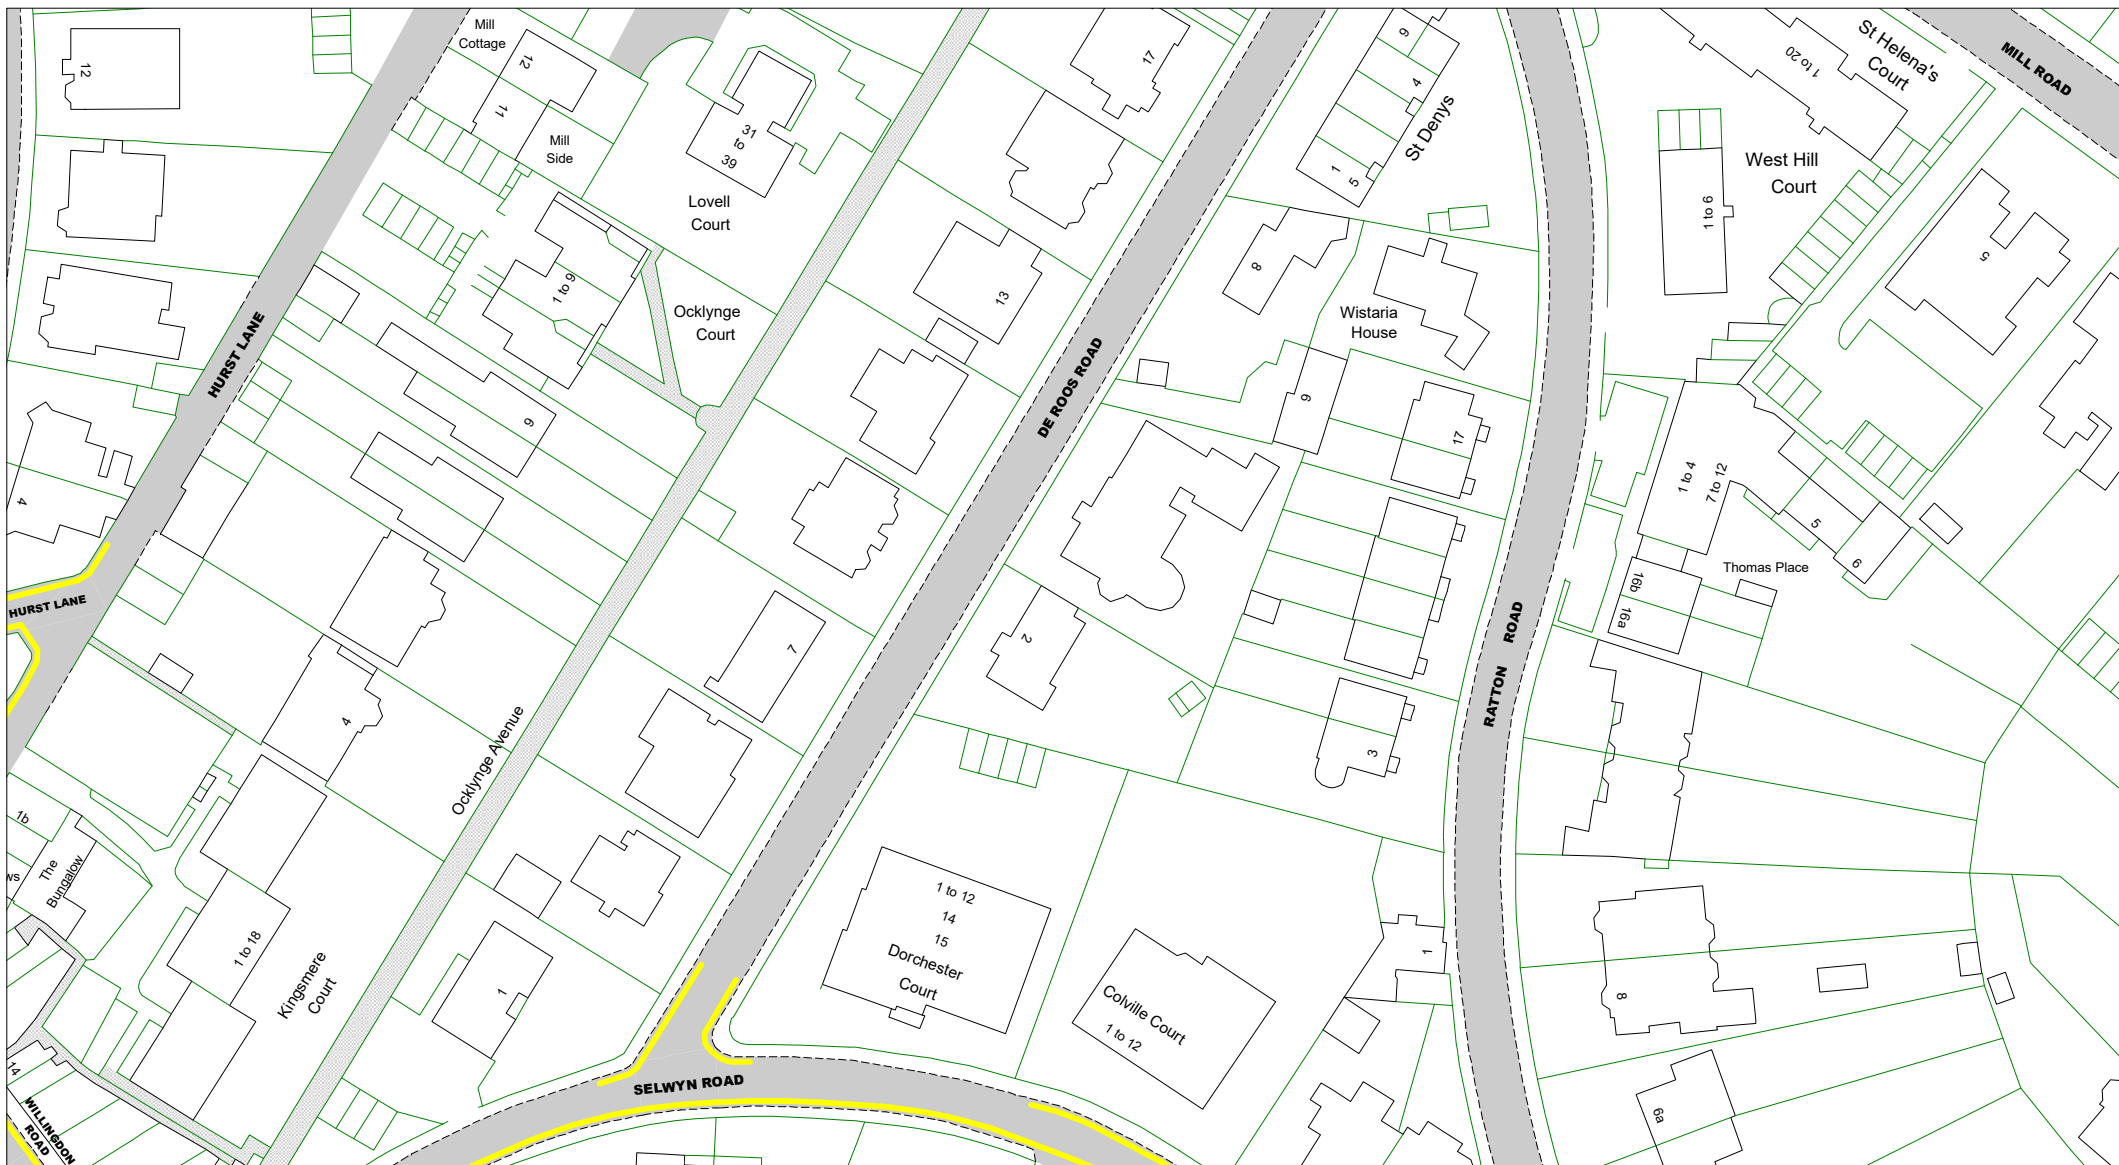 Mill
Cottage
12
12
11
Mill
Side
31
to
39
Lovell
Court
17
9
4
1
5
St Denys
1 to 20
St Helena's
Court
MILL ROAD
West Hill
Court
1 to 6
5
8
Wistaria
House
13
1 to 9
Ocklynge
Court
HURST LANE
DE ROOS ROAD
9
9
17
4
1 to 4
7 to 12
5
6
Thomas Place
16b
16a
HURST LANE
2
7
RATTON ROAD
4
3
Ocklynge Avenue
1b
The
Bungalow
ws
1 to 18
Kingsmere
Court
1
1 to 12
14
15
Dorchester
Court
Colville Court
1 to 12
1
8
6a
SELWYN ROAD
14
WILLINGDON
ROAD